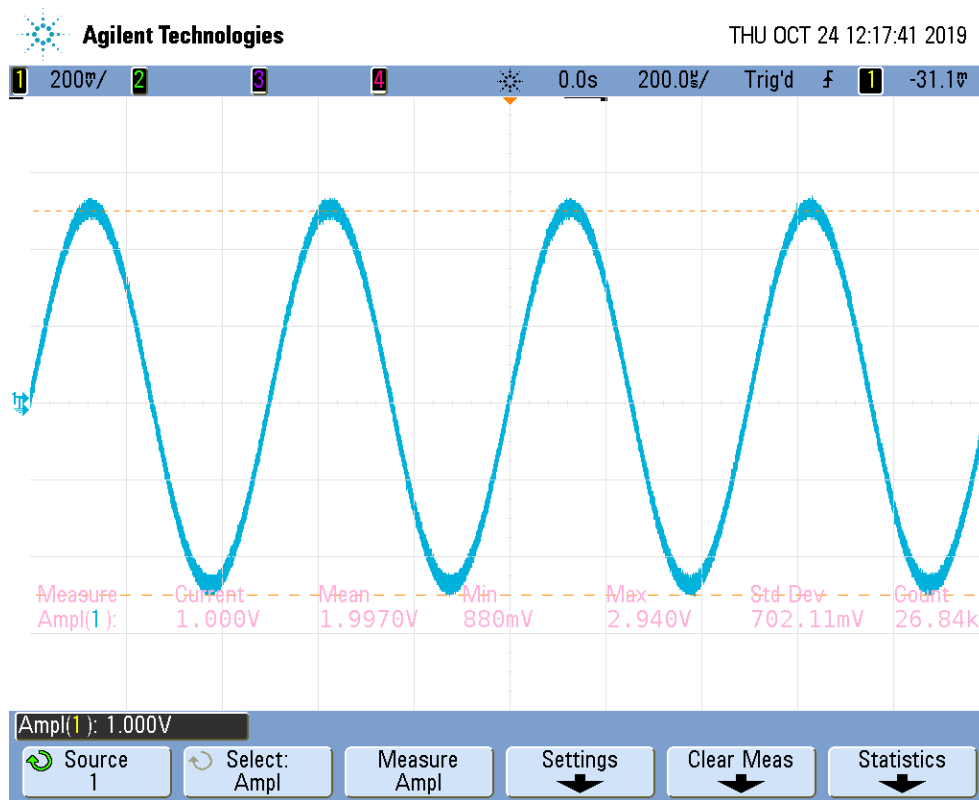 Agilent Technologies THU OCT 24 12:17:41 2019
1 200mV/ 2 3 4 0.0s 200.0µs/ Trig'd 1 -31.1mV
Measure Current Mean Min Max Std Dev Count
Ampl(1): 1.000V 1.9970V 880mV 2.940V 702.11mV 26.84k
Ampl(1): 1.000V
Source Select: Measure Settings Clear Meas Statistics
1 Ampl Ampl